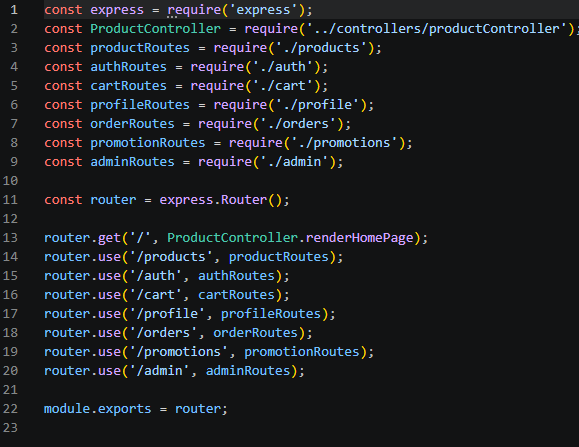 1 const express = require('express');
2 const ProductController = require('../controllers/productController');
3 const productRoutes = require('./products');
4 const authRoutes = require('./auth');
5 const cartRoutes = require('./cart');
6 const profileRoutes = require('./profile');
7 const orderRoutes = require('./orders');
8 const promotionRoutes = require('./promotions');
9 const adminRoutes = require('./admin');
10
11 const router = express.Router();
12
13 router.get('/', ProductController.renderHomePage);
14 router.use('/products', productRoutes);
15 router.use('/auth', authRoutes);
16 router.use('/cart', cartRoutes);
17 router.use('/profile', profileRoutes);
18 router.use('/orders', orderRoutes);
19 router.use('/promotions', promotionRoutes);
20 router.use('/admin', adminRoutes);
21
22 module.exports = router;
23